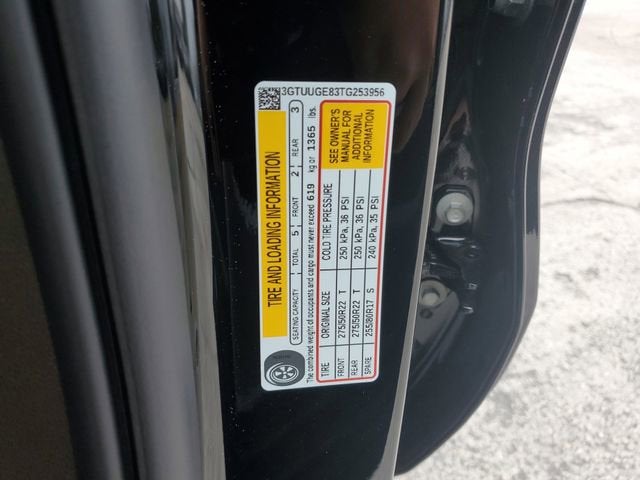 3GTUUGE83TG253956
TIRE AND LOADING INFORMATION
SEATING CAPACITY TOTAL 5 FRONT 2 REAR 3
The combined weight of occupants and cargo must never exceed 619 kg or 1365 lbs.
TIRE ORIGINAL SIZE COLD TIRE PRESSURE
FRONT 275/50R22 T 250 kPa, 36 PSI
REAR 275/50R22 T 250 kPa, 36 PSI
SPARE 255/80R17 S 240 kPa, 35 PSI
SEE OWNER'S
MANUAL FOR
ADDITIONAL
INFORMATION